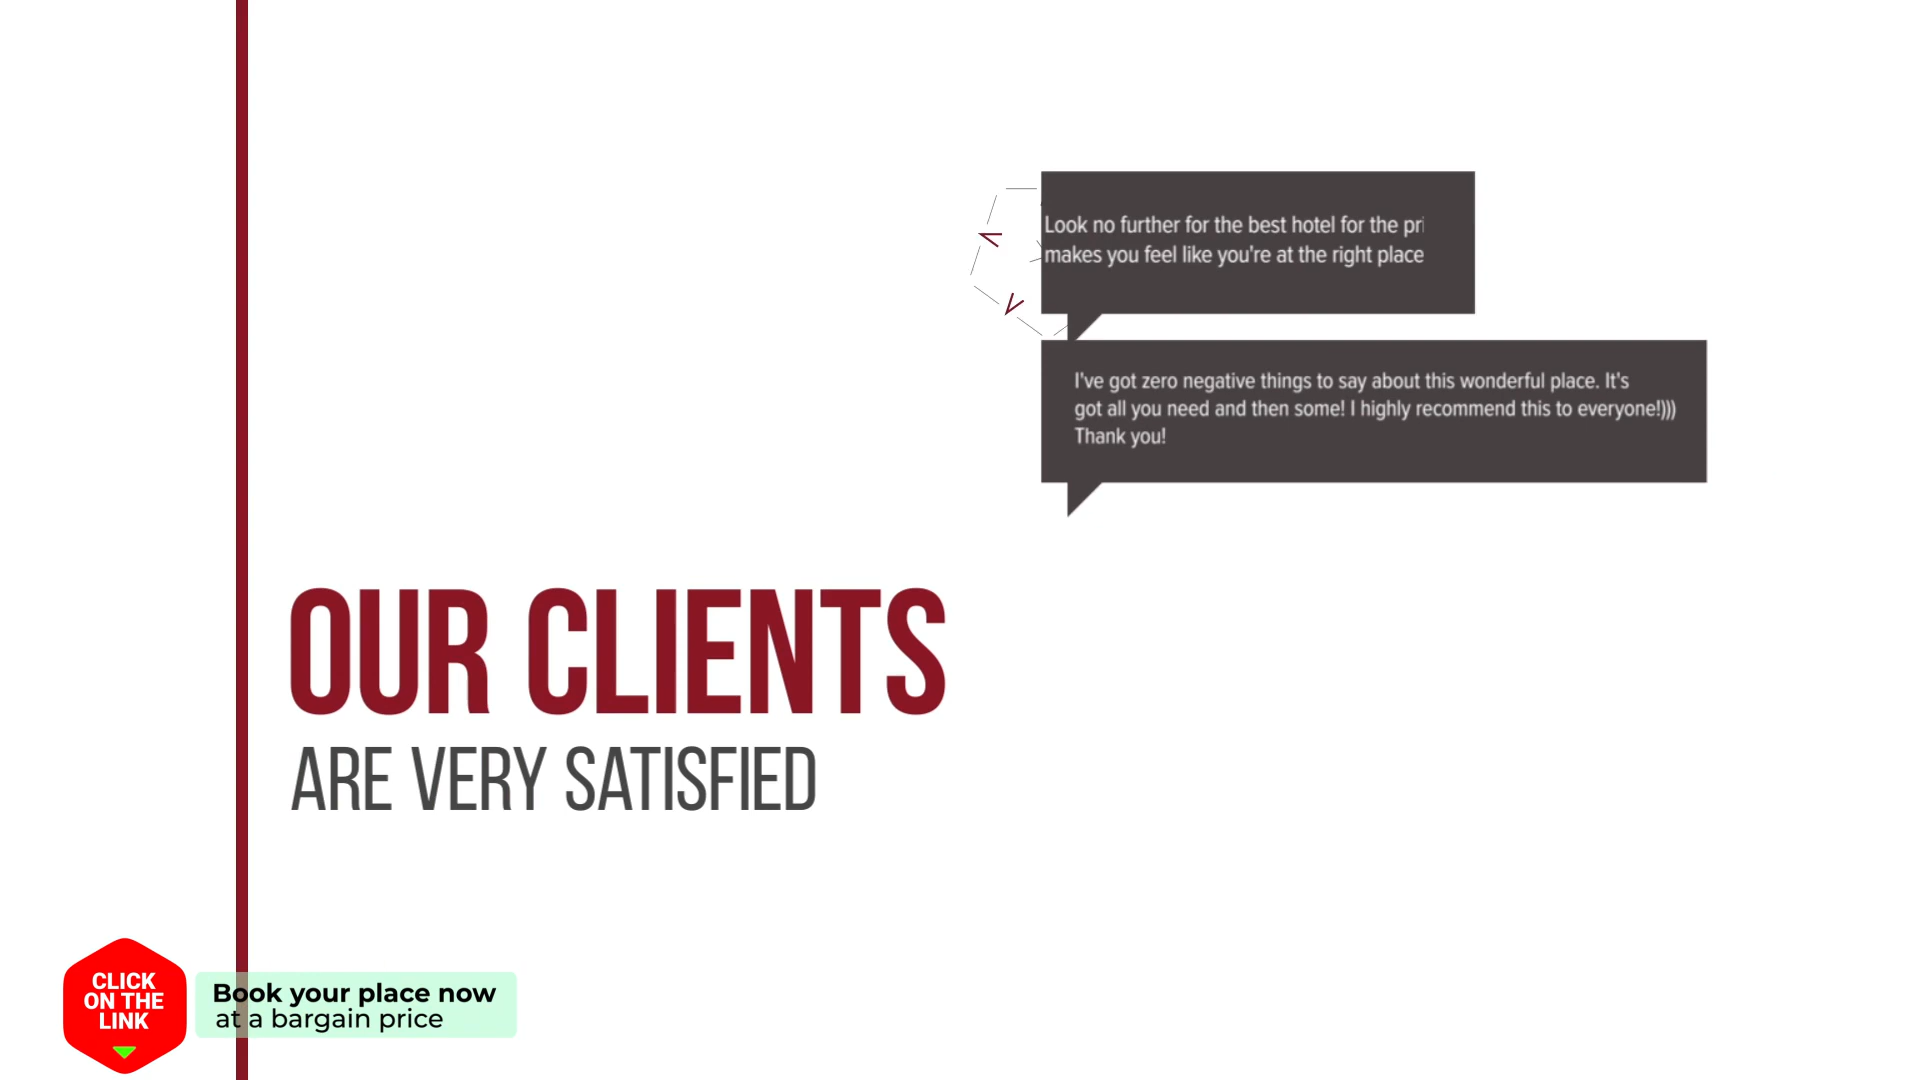 Look no further for the best hotel for the pri
makes you feel like you're at the right place
I've got zero negative things to say about this wonderful place. It's
got all you need and then some! I highly recommend this to everyone!)))
Thank you!
OUR CLIENTS
ARE VERY SATISFIED
CLICK
ON THE
LINK
Book your place now
at a bargain price